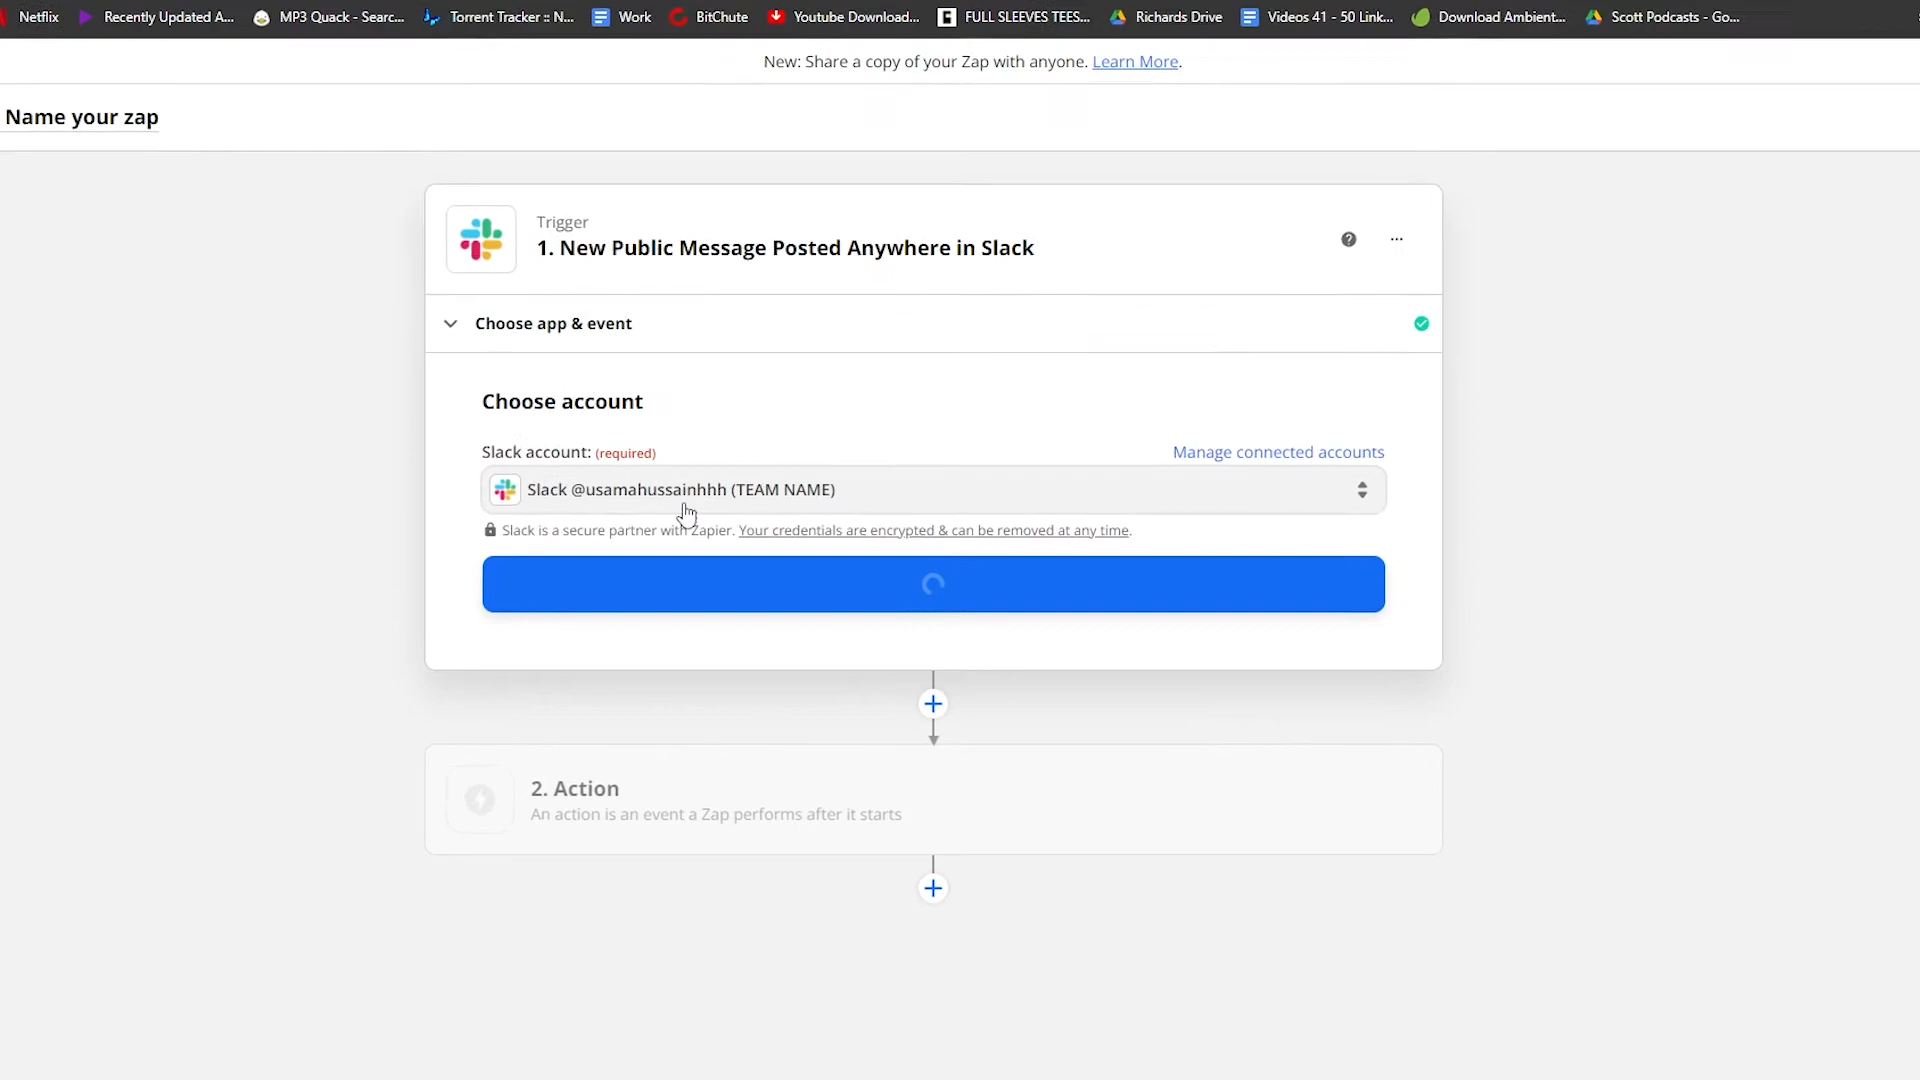 Netflix
Recently Updated A...
MP3 Quack - Searc...
Torrent Tracker :: N...
Work
BitChute
Youtube Download...
FULL SLEEVES TEES...
Richards Drive
Videos 41 - 50 Link...
Download Ambient...
Scott Podcasts - Go...
New: Share a copy of your Zap with anyone. Learn More.
Name your zap
Trigger
1. New Public Message Posted Anywhere in Slack
Choose app & event
Choose account
Slack account: (required)
Manage connected accounts
Slack @usamahussainhhh (TEAM NAME)
Slack is a secure partner with Zapier. Your credentials are encrypted & can be removed at any time.
2. Action
An action is an event a Zap performs after it starts